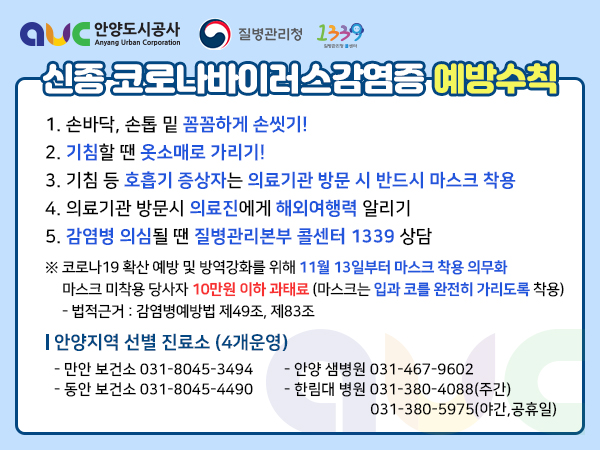 auc 안양도시공사
Anyang Urban Corporation
질병관리청
1339
질병관리청 콜센터
신종 코로나바이러스감염증 예방수칙
1. 손바닥, 손톱 밑 꼼꼼하게 손씻기!
2. 기침할 땐 옷소매로 가리기!
3. 기침 등 호흡기 증상자는 의료기관 방문 시 반드시 마스크 착용
4. 의료기관 방문시 의료진에게 해외여행력 알리기
5. 감염병 의심될 땐 질병관리본부 콜센터 1339 상담
※ 코로나19 확산 예방 및 방역강화를 위해 11월 13일부터 마스크 착용 의무화
마스크 미착용 당사자 10만원 이하 과태료 (마스크는 입과 코를 완전히 가리도록 착용)
- 법적근거 : 감염병예방법 제49조, 제83조
안양지역 선별 진료소 (4개운영)
- 만안 보건소 031-8045-3494
- 동안 보건소 031-8045-4490
- 안양 샘병원 031-467-9602
- 한림대 병원 031-380-4088(주간)
031-380-5975(야간,공휴일)